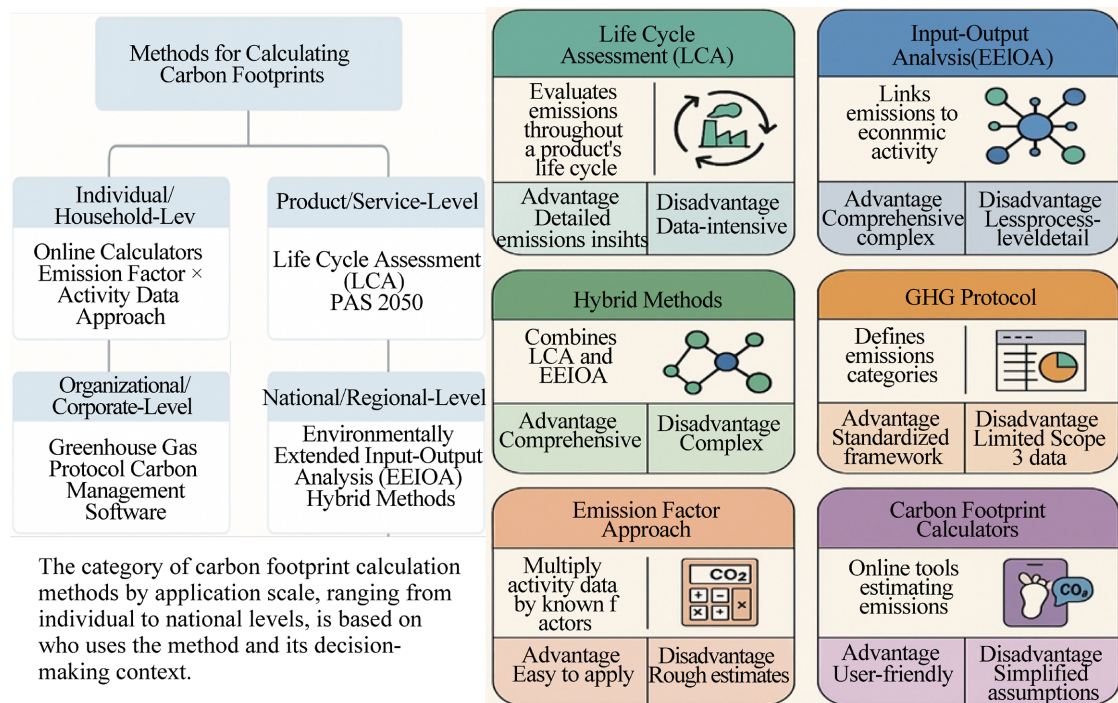 Methods for Calculating
Carbon Footprints
Individual/
Household-Lev
Online Calculators
Emission Factor ×
Activity Data
Approach
Product/Service-Level
Life Cycle Assessment
(LCA)
PAS 2050
Organizational/
Corporate-Level
Greenhouse Gas
Protocol Carbon
Management
Software
National/Regional-Level
Environmentally
Extended Input-Output
Analysis (EEIOA)
Hybrid Methods
The category of carbon footprint calculation
methods by application scale, ranging from
individual to national levels, is based on
who uses the method and its decision-
making context.
Life Cycle
Assessment (LCA)
Evaluates
emissions
throughout
a product's
life cycle
Advantage
Detailed
emissions insihts
Disadvantage
Data-intensive
Input-Output
Analvsis(EEIOA)
Links
emissions to
econnmic
activity
Advantage
Comprehensive
complex
Disadvantage
Lessprocess-
leveldetail
Hybrid Methods
Combines
LCA and
EEIOA
Advantage
Comprehensive
Disadvantage
Complex
GHG Protocol
Defines
emissions
categories
Advantage
Standardized
framework
Disadvantage
Limited Scope
3 data
Emission Factor
Approach
Multiply
activity data
by known f
actors
CO₂
Advantage
Easy to apply
Disadvantage
Rough estimates
Carbon Footprint
Calculators
Online tools
estimating
emissions
CO₂
Advantage
User-friendly
Disadvantage
Simplified
assumptions